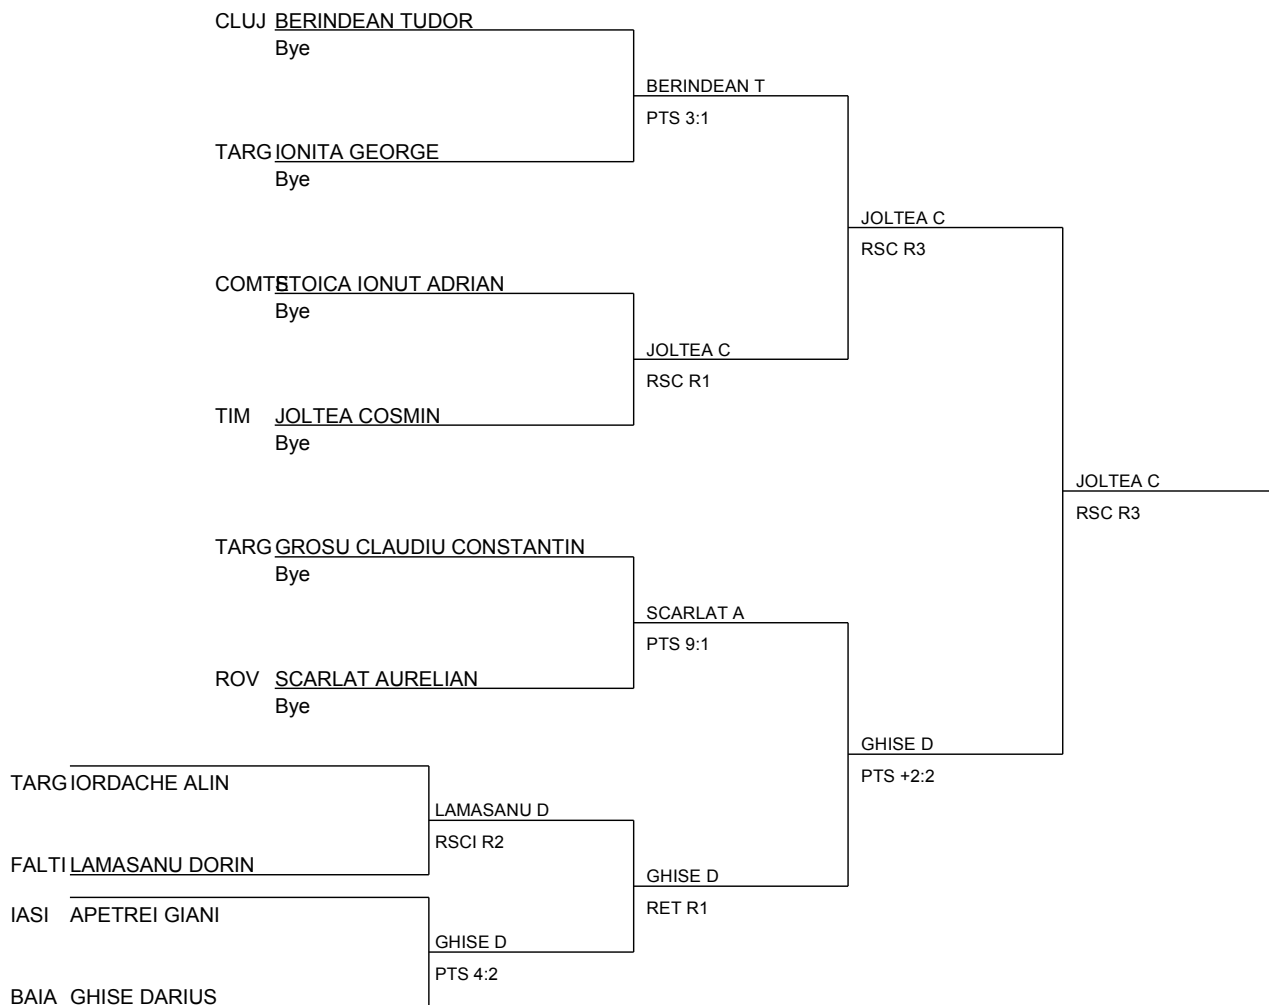 CLUJ BERINDEAN TUDOR
Bye
BERINDEAN T
PTS 3:1
TARG IONITA GEORGE
Bye
JOLTEA C
RSC R3
STOICA IONUT ADRIAN
Bye
JOLTEA C
RSC R1
TIM JOLTEA COSMIN
Bye
JOLTEA C
RSC R3
TARG GROSU CLAUDIU CONSTANTIN
Bye
SCARLAT A
PTS 9:1
ROV SCARLAT AURELIAN
Bye
GHISE D
PTS +2:2
TARG IORDACHE ALIN
LAMASANU D
RSCI R2
FALTI LAMASANU DORIN
GHISE D
RET R1
IASI APETREI GIANI
GHISE D
PTS 4:2
BAIA GHISE DARIUS